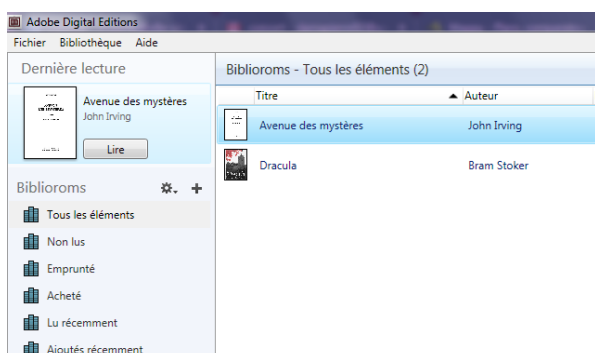 Adobe Digital Editions
Fichier Bibliothèque Aide
Dernière lecture
Avenue des mystères
John Irving
Lire
Biblioroms
Tous les éléments
Non lus
Emprunté
Acheté
Lu récemment
Ajoutés récemment
Biblioroms - Tous les éléments (2)
Titre Auteur
Avenue des mystères John Irving
Dracula Bram Stoker